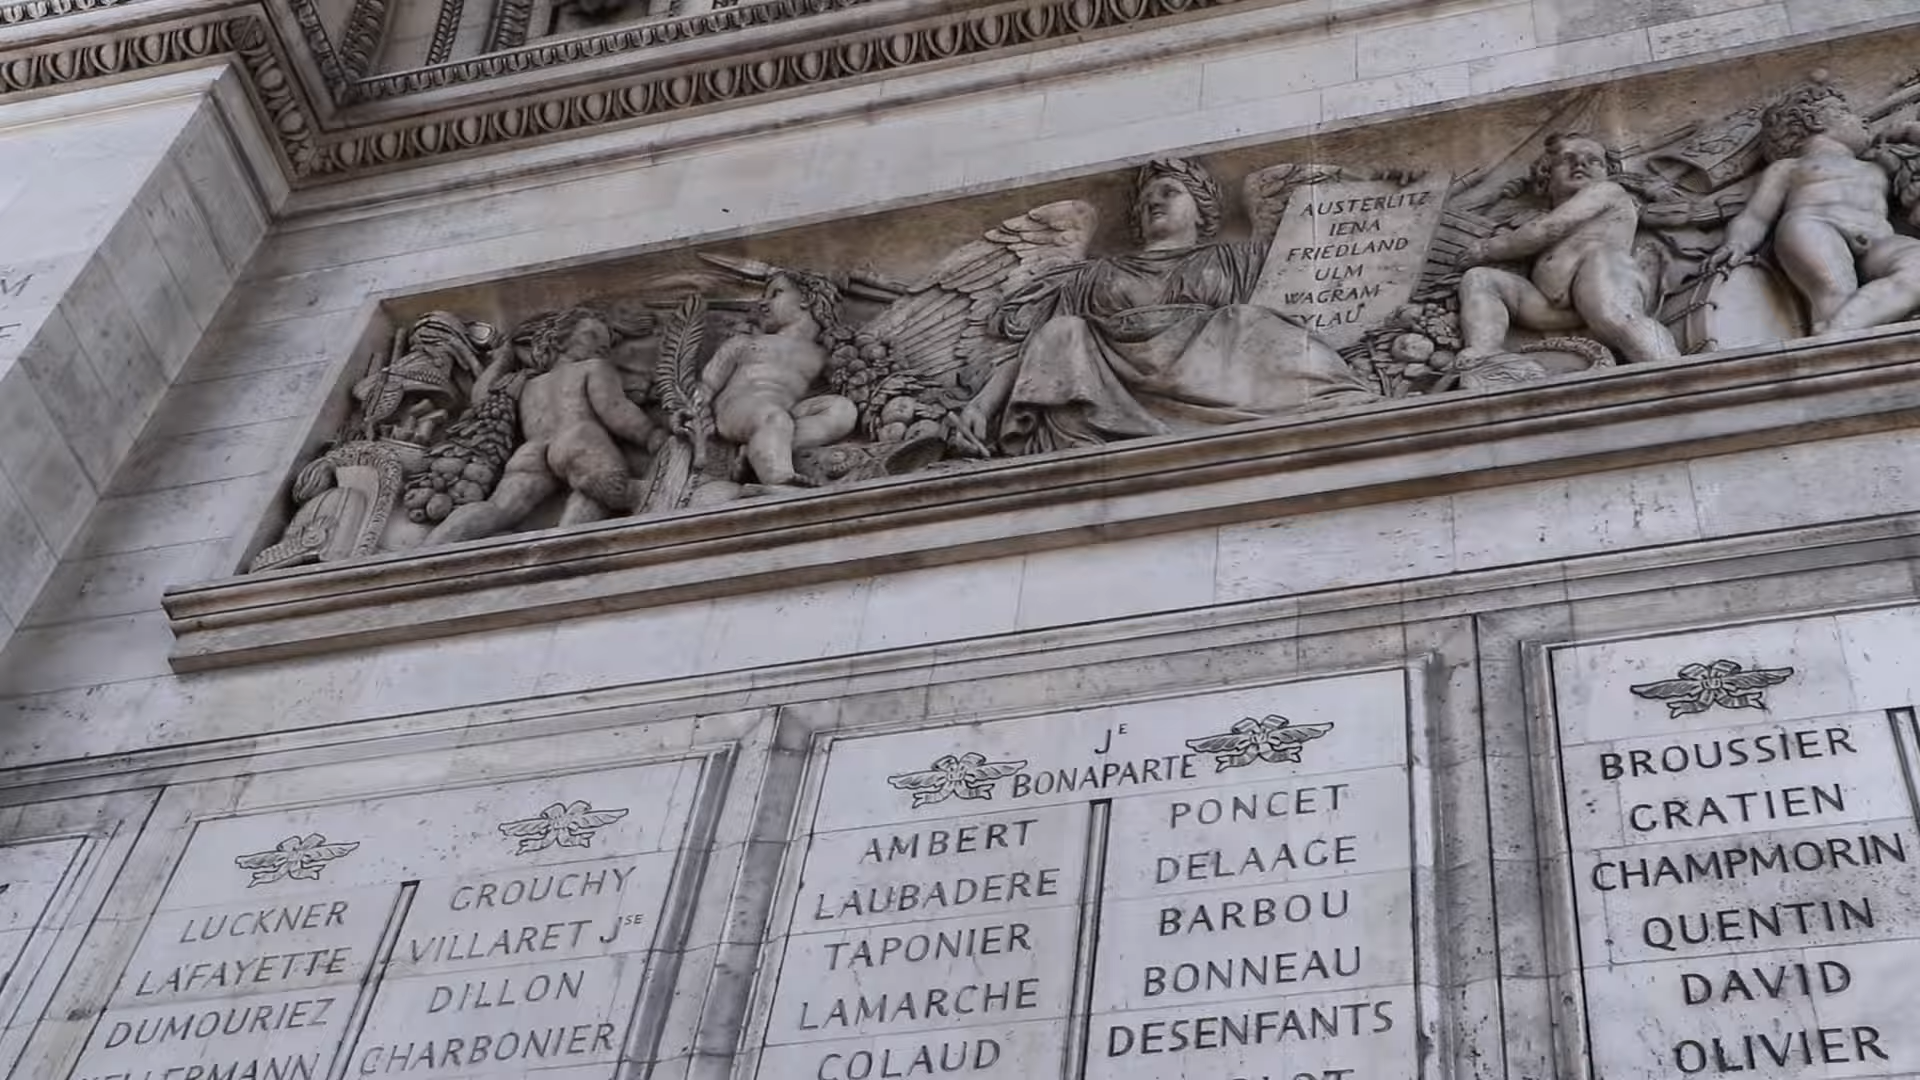 AUSTERLITZ
IENA
FRIEDLAND
ULM
WAGRAM
EYLAU
LUCKNER
LAFAYETTE
DUMOURIEZ
KELLERMANN
GROUCHY
VILLARET JSE
DILLON
CHARBONIER
JE
BONAPARTE
AMBERT
LAUBADERE
TAPONIER
LAMARCHE
COLAUD
PONCET
DELAAGE
BARBOU
BONNEAU
DESENFANTS
BROUSSIER
GRATIEN
CHAMPMORIN
QUENTIN
DAVID
OLIVIER